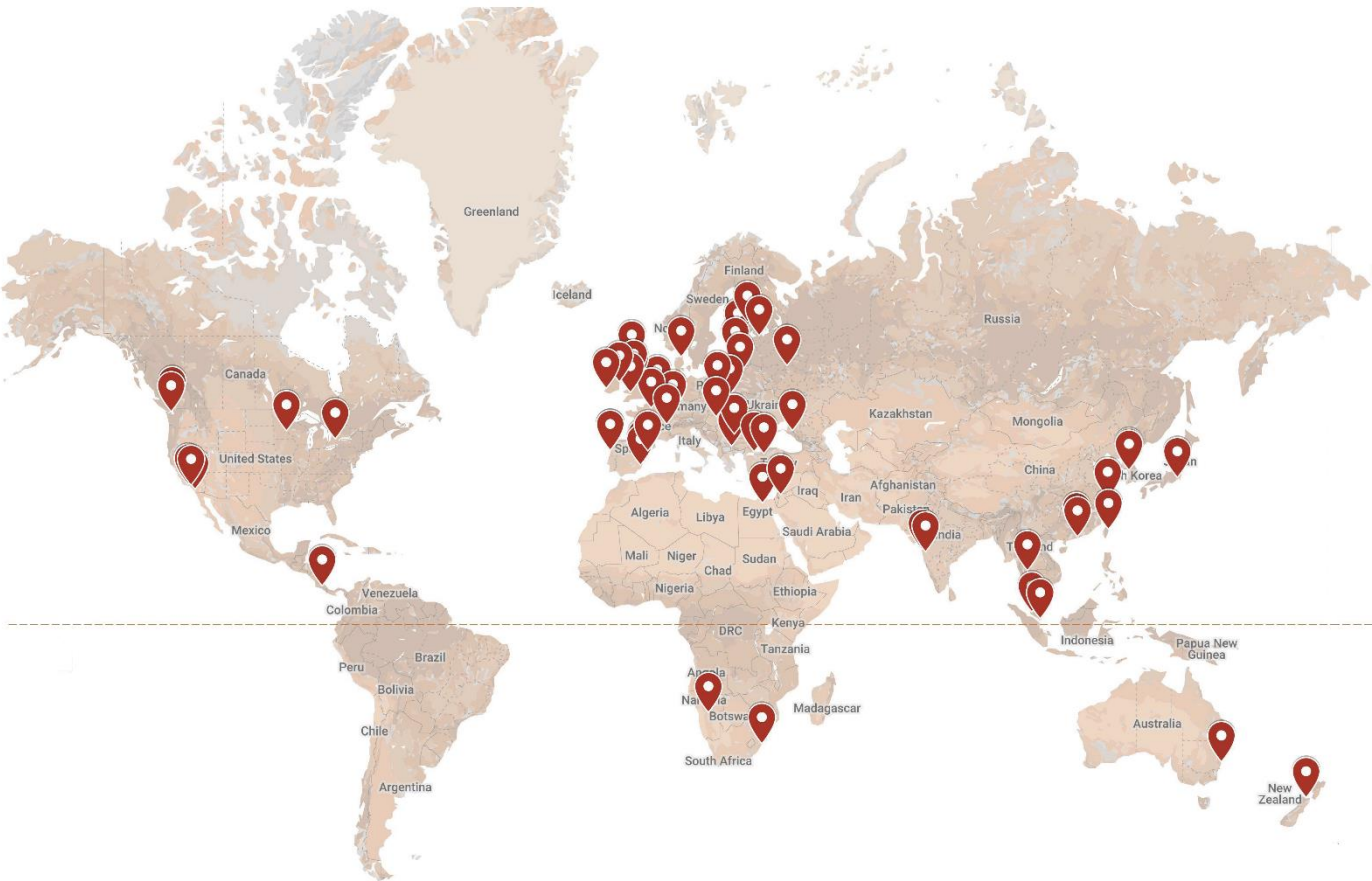 Greenland
Iceland
Finland
Sweden
Russia
Canada
Kazakhstan
Mongolia
United States
Italy
China
Iraq
Iran
Afghanistan
Mexico
Algeria
Libya
Egypt
Saudi Arabia
Mali
Niger
Chad
Sudan
Nigeria
Ethiopia
Venezuela
Colombia
DRC
Kenya
Tanzania
Indonesia
Papua New
Guinea
Peru
Brazil
Bolivia
Madagascar
Chile
Australia
South Africa
Argentina
New
Zealand